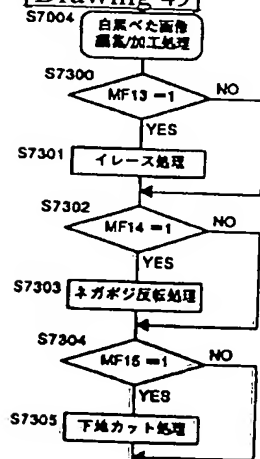 [Drawing 45]
S7004
白黒べた画像
編集/加工処理
S7300
MF13=1
NO
YES
S7301
イレース処理
S7302
MF14=1
NO
YES
S7303
ネガポジ反転処理
S7304
MF15=1
NO
YES
S7305
下地カット処理